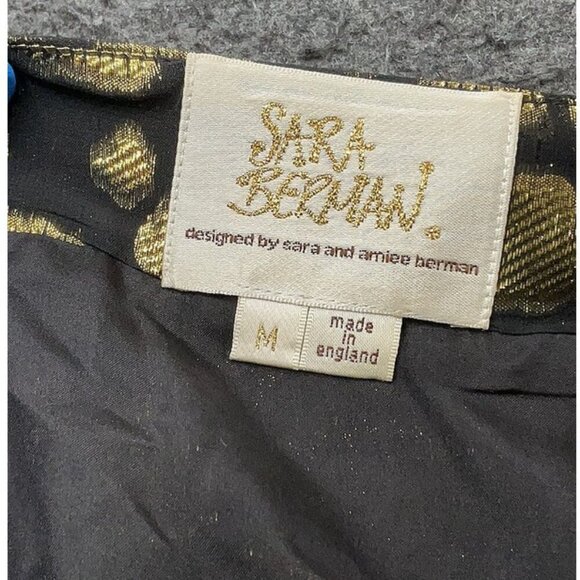 SARA
BERMAN!
designed by sara and amiee berman
M
made
in
england